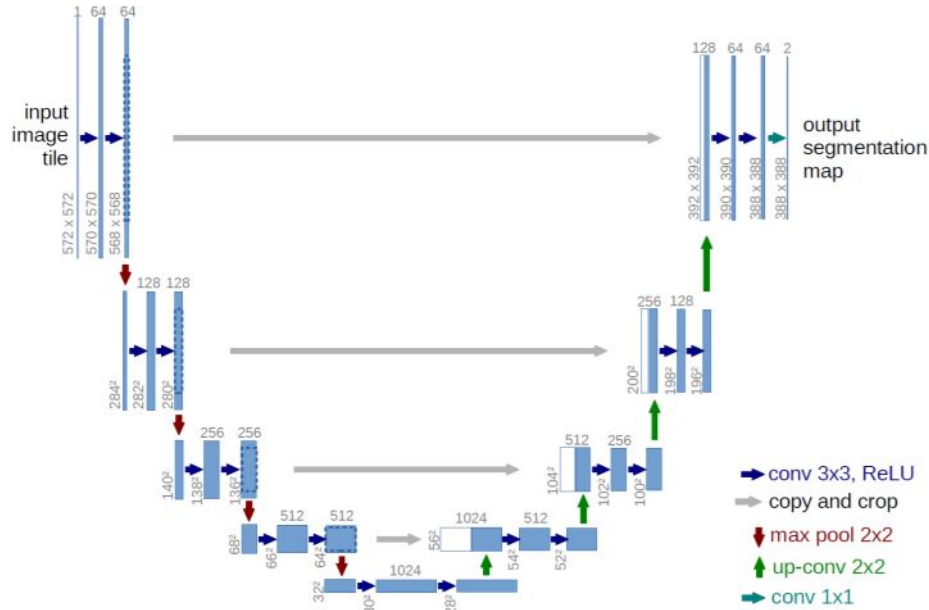 1
64
64
input
image
tile
572 x 572
570 x 570
568 x 568
128
64
64
2
output
segmentation
map
392 x 392
390 x 390
388 x 388
388 x 388
128
128
284²
282²
280²
256
128
200²
198²
196²
256
256
140²
138²
136²
512
256
104²
102²
100²
512
512
68²
66²
64²
1024
512
56²
54²
52²
1024
32²
conv 3x3, ReLU
copy and crop
max pool 2x2
up-conv 2x2
conv 1x1